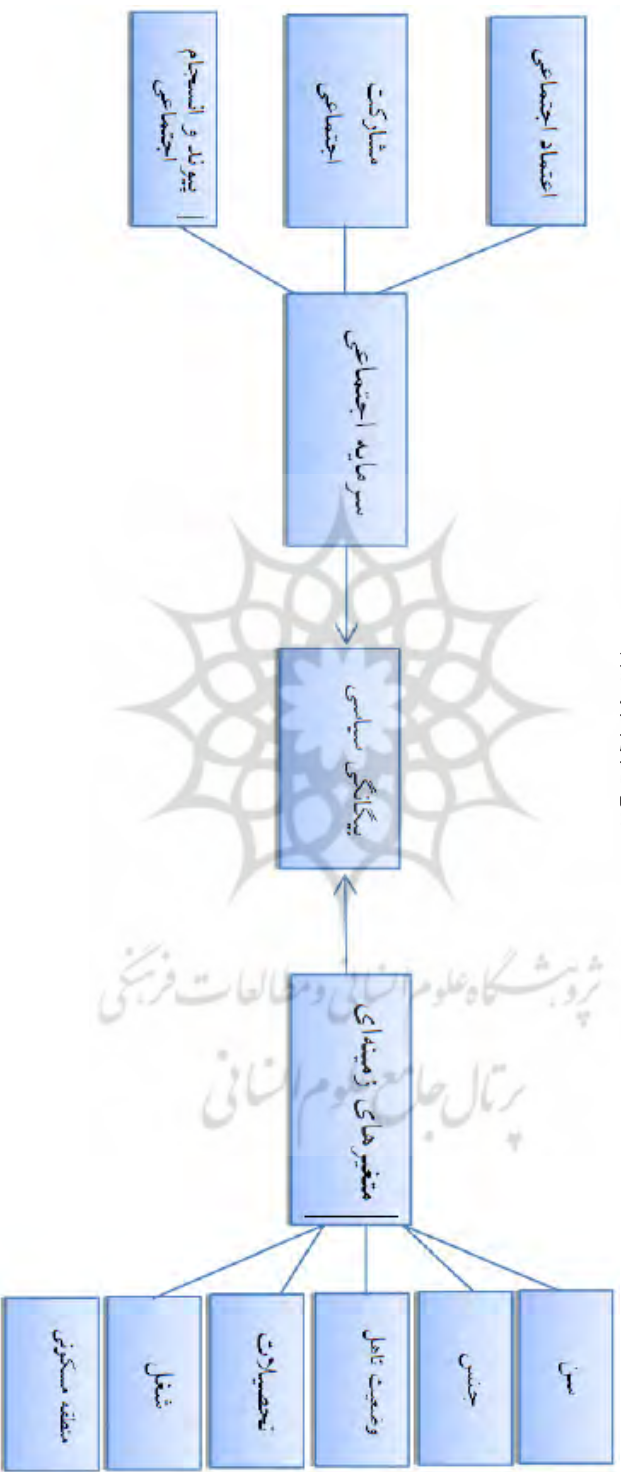 اعتماد اجتماعی
مشارکت
اجتماعی
پیوند و انسجام
اجتماعی
سرمایه اجتماعی
بیگانگی سیاسی
متغیرهای زمینه‌ای
سن
جنس
وضعیت تاهل
تحصیلات
شغل
منطقه مسکونی
پژوهشگاه علوم انسانی و مطالعات فرهنگی
پرتال جامع علوم انسانی